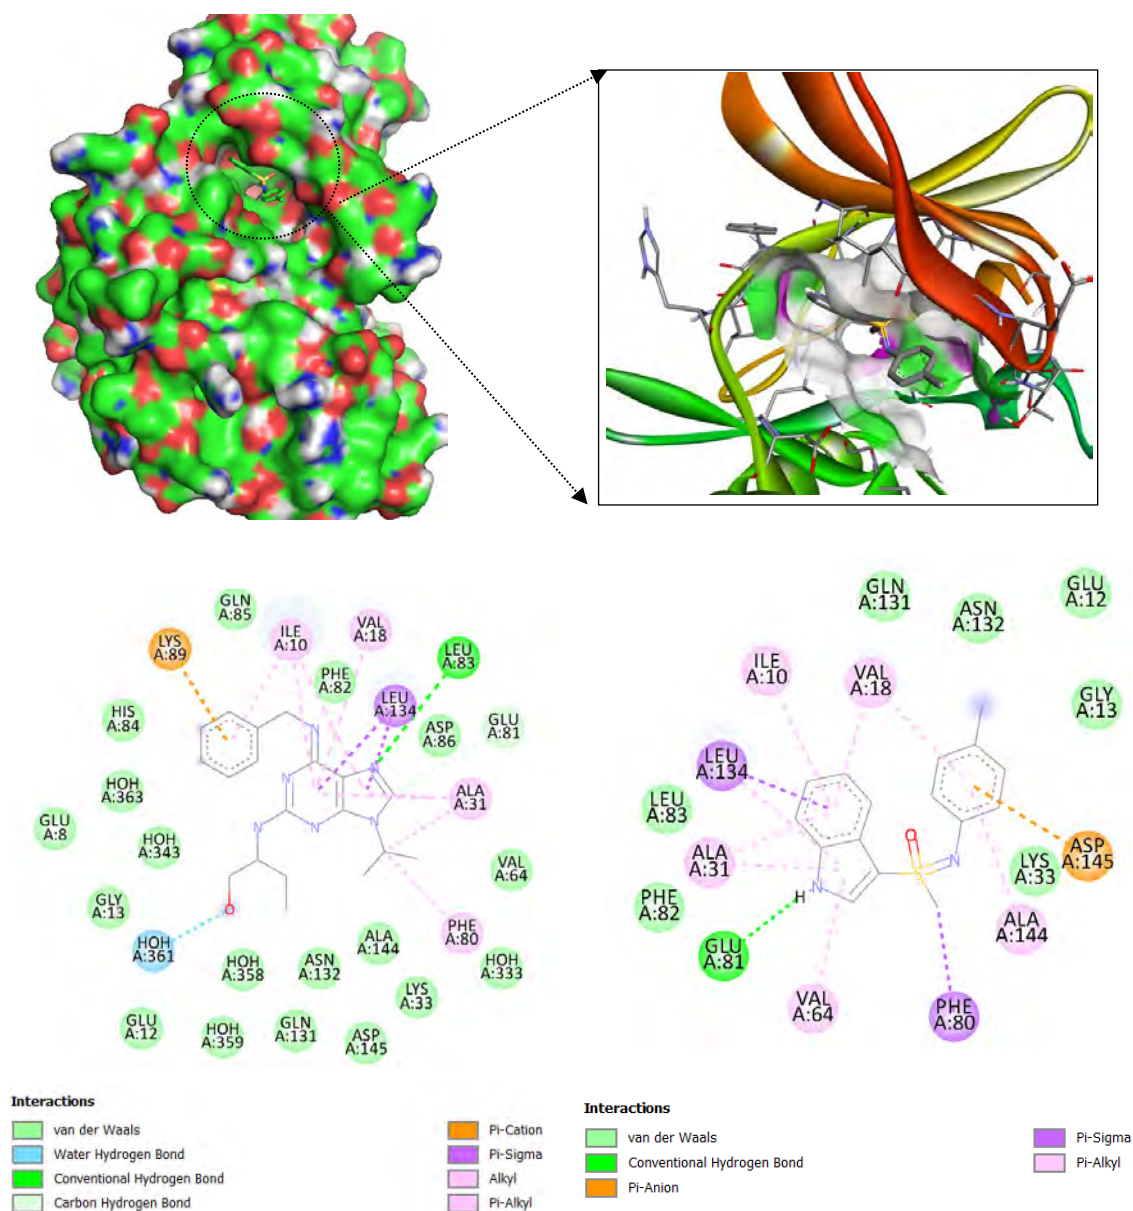 GLN
A:85
LYS
A:89
ILE
A:10
VAL
A:18
LEU
A:83
PHE
A:82
LEU
A:134
HIS
A:84
ASP
A:86
GLU
A:81
N
N
N
HOH
A:363
N
N
N
ALA
A:31
GLU
A:8
HOH
A:343
VAL
A:64
GLY
A:13
O
HOH
A:361
PHE
A:80
HOH
A:358
ASN
A:132
ALA
A:144
HOH
A:333
LYS
A:33
GLU
A:12
HOH
A:359
GLN
A:131
ASP
A:145
Interactions
van der Waals
Water Hydrogen Bond
Conventional Hydrogen Bond
Carbon Hydrogen Bond
Pi-Cation
Pi-Sigma
Alkyl
Pi-Alkyl
GLN
A:131
ASN
A:132
GLU
A:12
ILE
A:10
VAL
A:18
GLY
A:13
LEU
A:134
LEU
A:83
ALA
A:31
O
S
N
N
H
LYS
A:33
ASP
A:145
PHE
A:82
GLU
A:81
ALA
A:144
VAL
A:64
PHE
A:80
Interactions
van der Waals
Conventional Hydrogen Bond
Pi-Anion
Pi-Sigma
Pi-Alkyl